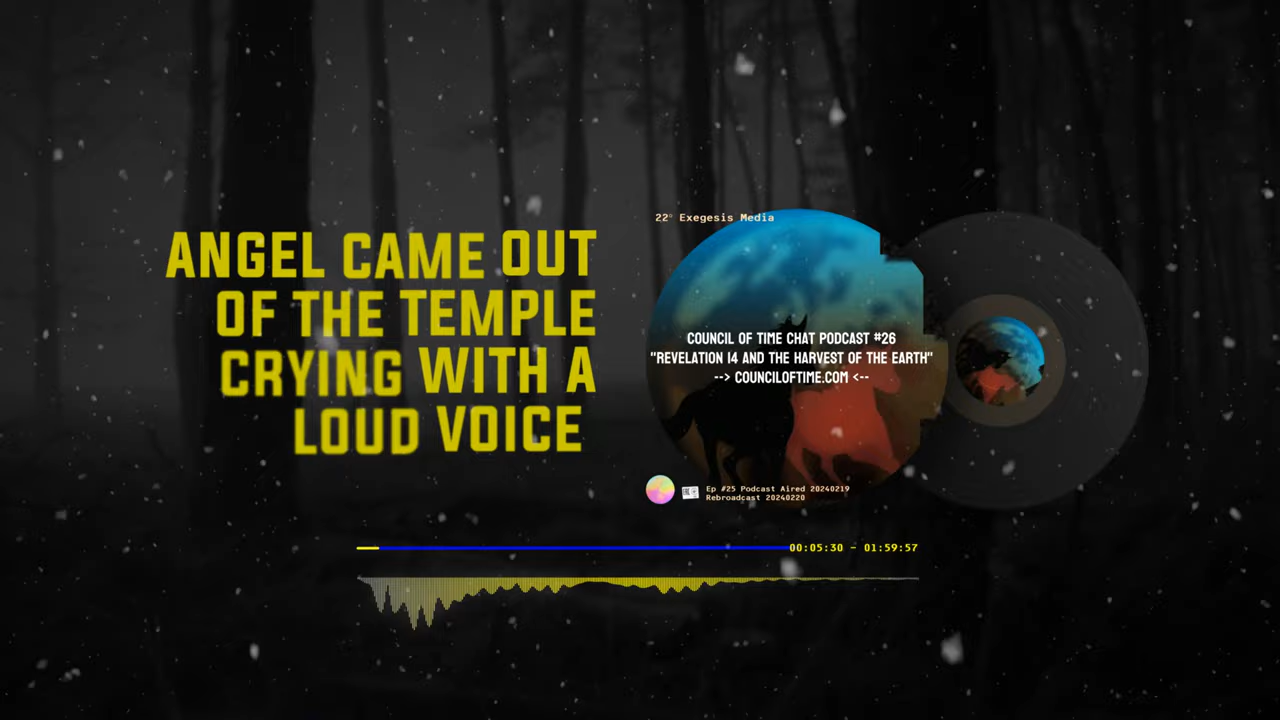 ANGEL CAME OUT
OF THE TEMPLE
CRYING WITH A
LOUD VOICE
22° Exegesis Media
COUNCIL OF TIME CHAT PODCAST #26
"REVELATION 14 AND THE HARVEST OF THE EARTH"
--> COUNCILOFTIME.COM <--
Ep #25 Podcast Aired 20240219
Rebroadcast 20240220
00:05:30 - 01:59:57